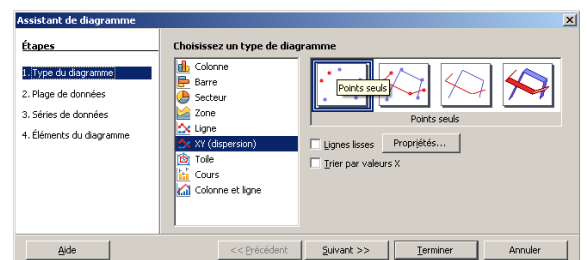 Assistant de diagramme
Étapes
1. Type du diagramme
2. Plage de données
3. Séries de données
4. Éléments du diagramme
Choisissez un type de diagramme
Colonne
Barre
Secteur
Zone
Ligne
XY (dispersion)
Toile
Cours
Colonne et ligne
Points seuls
Points seuls
Lignes lisses
Propriétés...
Trier par valeurs X
Aide
<< Précédent
Suivant >>
Terminer
Annuler